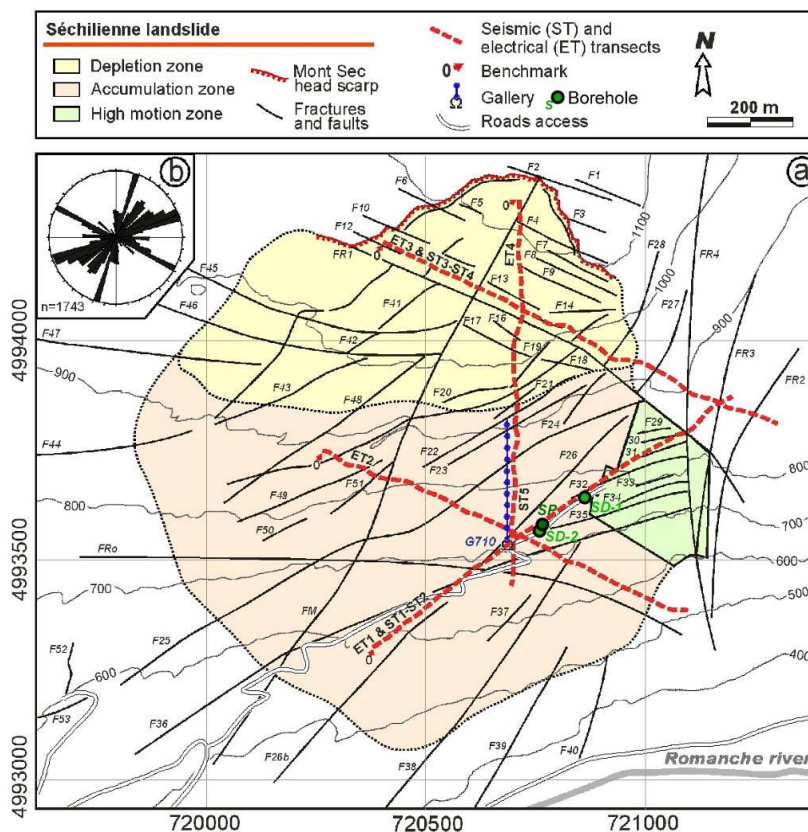 Séchilienne landslide
Depletion zone
Accumulation zone
High motion zone
Mont Sec
head scarp
Fractures
and faults
Seismic (ST) and
electrical (ET) transects
0 Benchmark
Ω Gallery S Borehole
Roads access
N
200 m
b
n=1743
a
F2
F1
F6
F5
F10
0
F3
F4
F12
ET3 & ST3-ST4
ET4
F7
F8
1100
0
FR1
F9
F28
FR4
F45
F13
1000
F46
F41
F14
F27
900
F47
F17
F16
F42
F19
F18
FR3
900
F43
F20
F21
FR2
F48
F44
F22
F24
F29
F23
F26
30
31
0
ET2
800
F51
F32
F33
F49
ST5
F34
SD-1
800
F50
SP
F35
700
SD-2
G710
FRo
600
700
500
F37
F52
F25
FM
ET1 & ST1-ST2
600
0
400
F53
F36
F26b
F39
F40
F38
Romanche river
4994000
4993500
4993000
720000
720500
721000